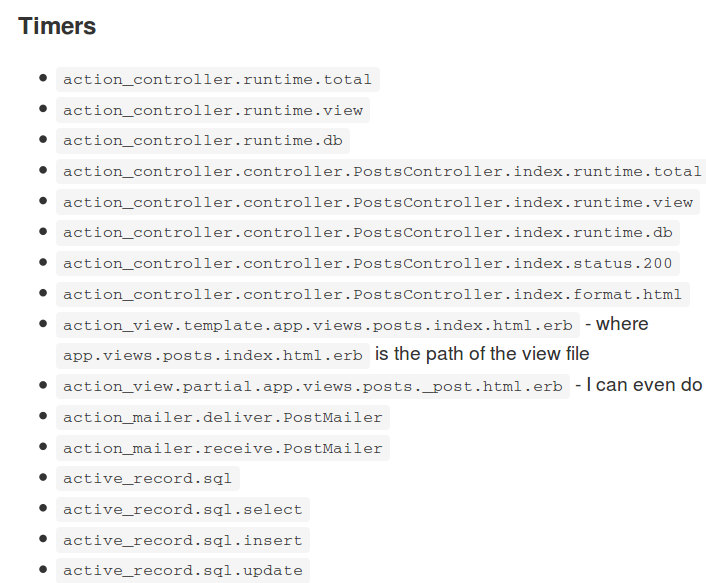 Timers
action_controller.runtime.total
action_controller.runtime.view
action_controller.runtime.db
action_controller.controller.PostsController.index.runtime.total
action_controller.controller.PostsController.index.runtime.view
action_controller.controller.PostsController.index.runtime.db
action_controller.controller.PostsController.index.status.200
action_controller.controller.PostsController.index.format.html
action_view.template.app.views.posts.index.html.erb - where
app.views.posts.index.html.erb is the path of the view file
action_view.partial.app.views.posts._post.html.erb - I can even do
action_mailer.deliver.PostMailer
action_mailer.receive.PostMailer
active_record.sql
active_record.sql.select
active_record.sql.insert
active_record.sql.update